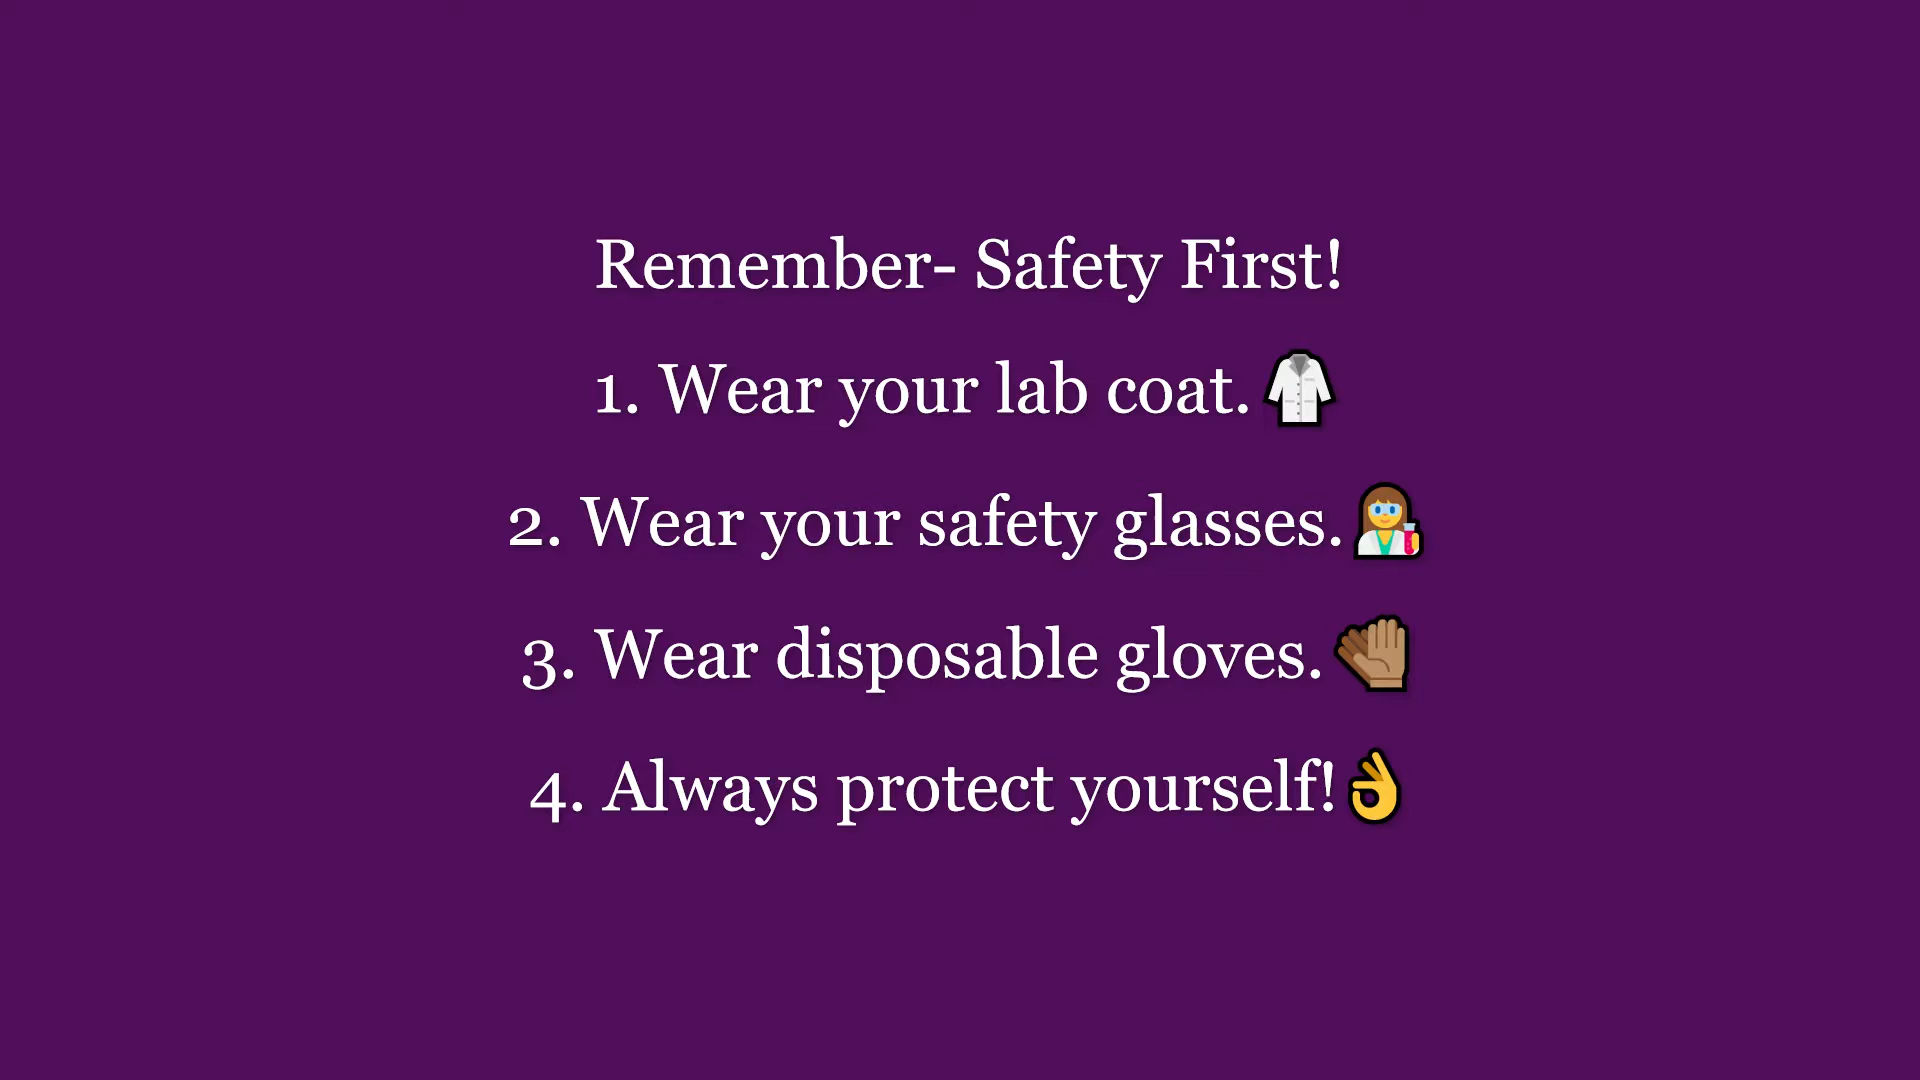 Remember- Safety First!
1. Wear your lab coat.🥼
2. Wear your safety glasses.👩‍🔬
3. Wear disposable gloves.👏🏽
4. Always protect yourself!👌